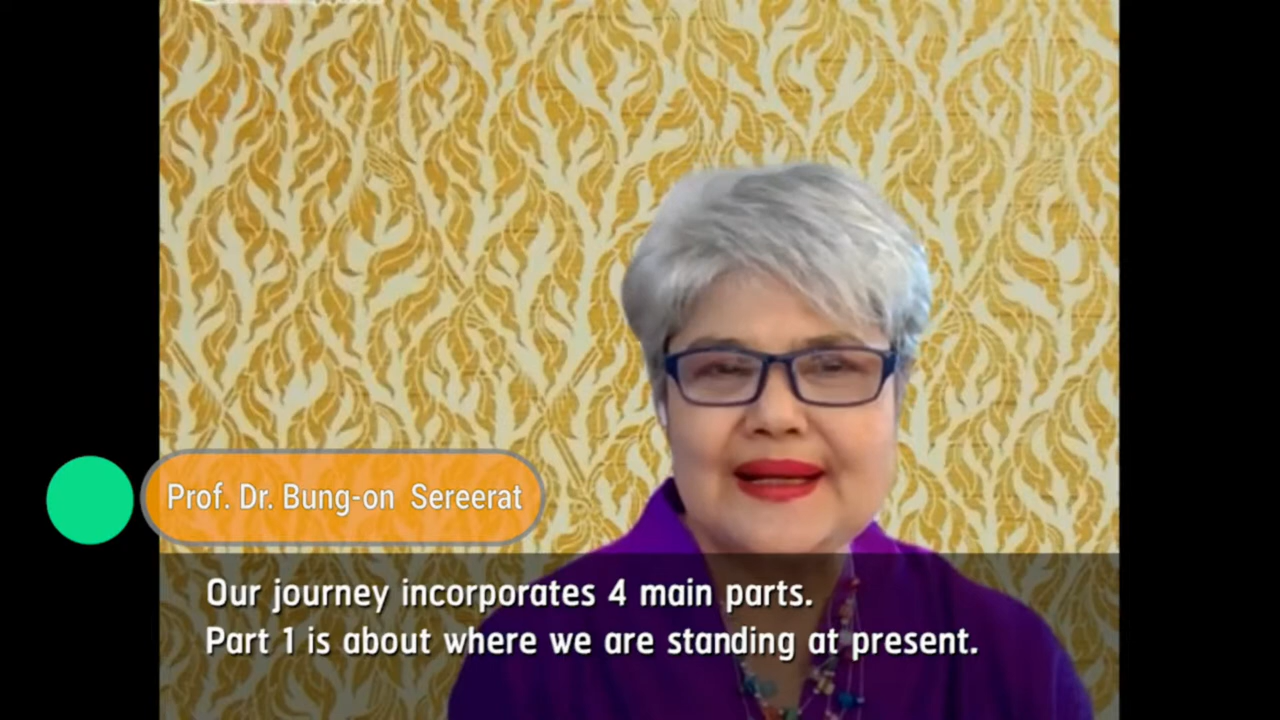 Prof. Dr. Bung-on Sereerat
Our journey incorporates 4 main parts.
Part 1 is about where we are standing at present.